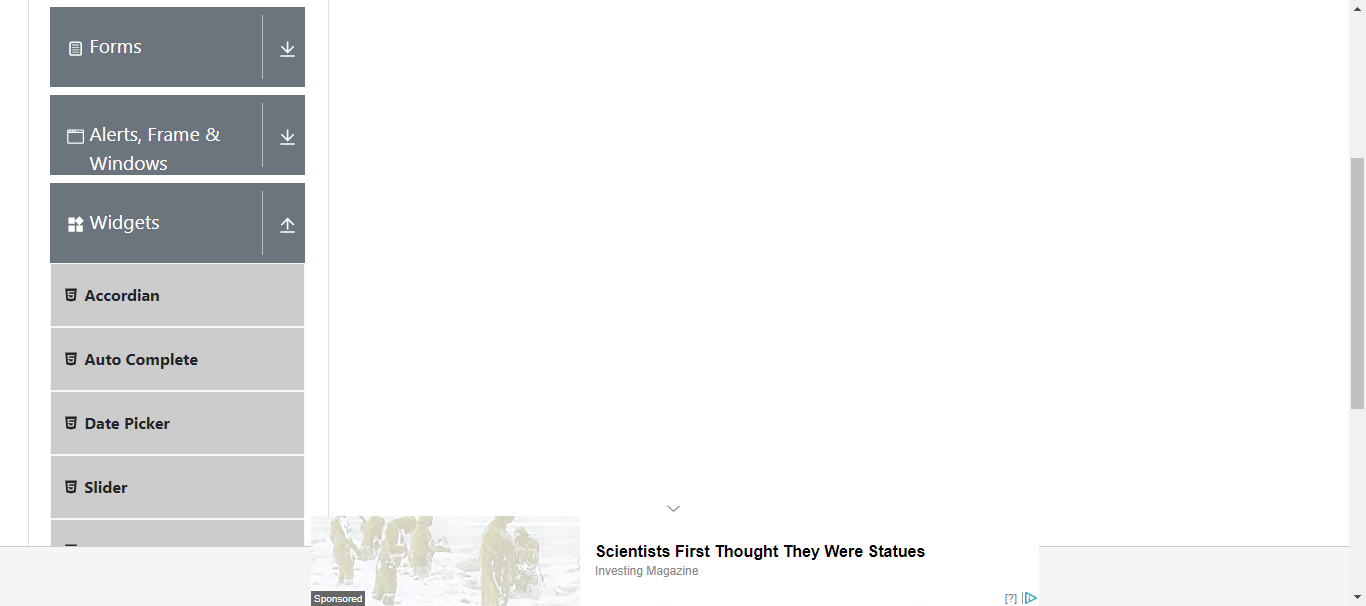 Forms
Alerts, Frame &
Windows
Widgets
Accordian
Auto Complete
Date Picker
Slider
Scientists First Thought They Were Statues
Investing Magazine
Sponsored
[?]